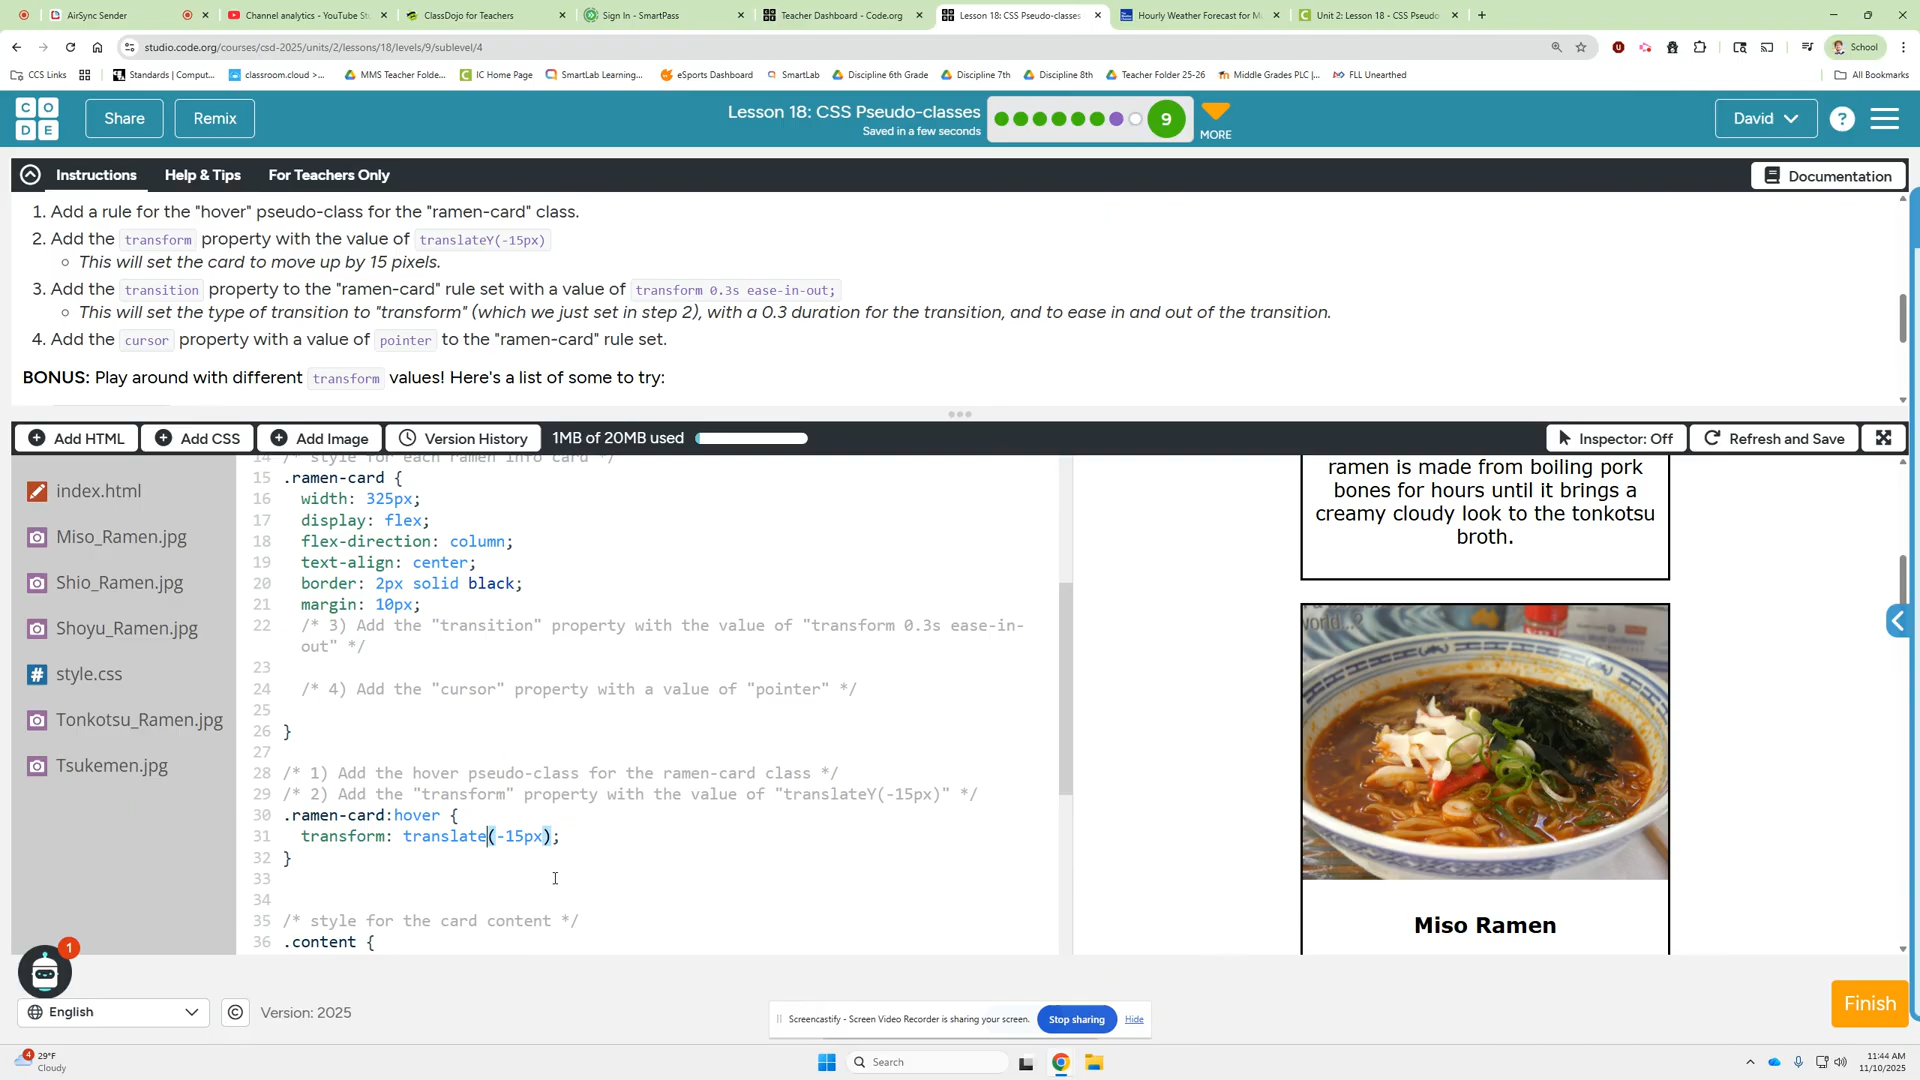 AirSync Sender
Channel analytics - YouTube St
ClassDojo for Teachers
Sign In - SmartPass
Teacher Dashboard - Code.org
Lesson 18: CSS Pseudo-classes
Hourly Weather Forecast for M
Unit 2: Lesson 18 - CSS Pseudo
studio.code.org/courses/csd-2025/units/2/lessons/18/levels/9/sublevel/4
School
CCS Links
Standards | Comput...
classroom.cloud >...
MMS Teacher Folde...
IC Home Page
SmartLab Learning...
eSports Dashboard
SmartLab
Discipline 6th Grade
Discipline 7th
Discipline 8th
Teacher Folder 25-26
Middle Grades PLC |...
FLL Unearthed
All Bookmarks
CODE
Share
Remix
Lesson 18: CSS Pseudo-classes
Saved in a few seconds
9
MORE
David
?
Instructions
Help & Tips
For Teachers Only
Documentation
1. Add a rule for the "hover" pseudo-class for the "ramen-card" class.
2. Add the transform property with the value of translateY(-15px)
This will set the card to move up by 15 pixels.
3. Add the transition property to the "ramen-card" rule set with a value of transform 0.3s ease-in-out;
This will set the type of transition to "transform" (which we just set in step 2), with a 0.3 duration for the transition, and to ease in and out of the transition.
4. Add the cursor property with a value of pointer to the "ramen-card" rule set.
BONUS: Play around with different transform values! Here's a list of some to try:
Add HTML
Add CSS
Add Image
Version History
1MB of 20MB used
Inspector: Off
Refresh and Save
index.html
Miso_Ramen.jpg
Shio_Ramen.jpg
Shoyu_Ramen.jpg
style.css
Tonkotsu_Ramen.jpg
Tsukemen.jpg
14 /* style for each ramen info card */
15 .ramen-card {
16 width: 325px;
17 display: flex;
18 flex-direction: column;
19 text-align: center;
20 border: 2px solid black;
21 margin: 10px;
22 /* 3) Add the "transition" property with the value of "transform 0.3s ease-in-
out" */
23
24 /* 4) Add the "cursor" property with a value of "pointer" */
25
26 }
27
28 /* 1) Add the hover pseudo-class for the ramen-card class */
29 /* 2) Add the "transform" property with the value of "translateY(-15px)" */
30 .ramen-card:hover {
31 transform: translate(-15px);
32 }
33
34
35 /* style for the card content */
36 .content {
ramen is made from boiling pork
bones for hours until it brings a
creamy cloudy look to the tonkotsu
broth.
Miso Ramen
1
English
Version: 2025
Screencastify - Screen Video Recorder is sharing your screen.
Stop sharing
Hide
Finish
4
29°F
Cloudy
Search
11:44 AM
11/10/2025